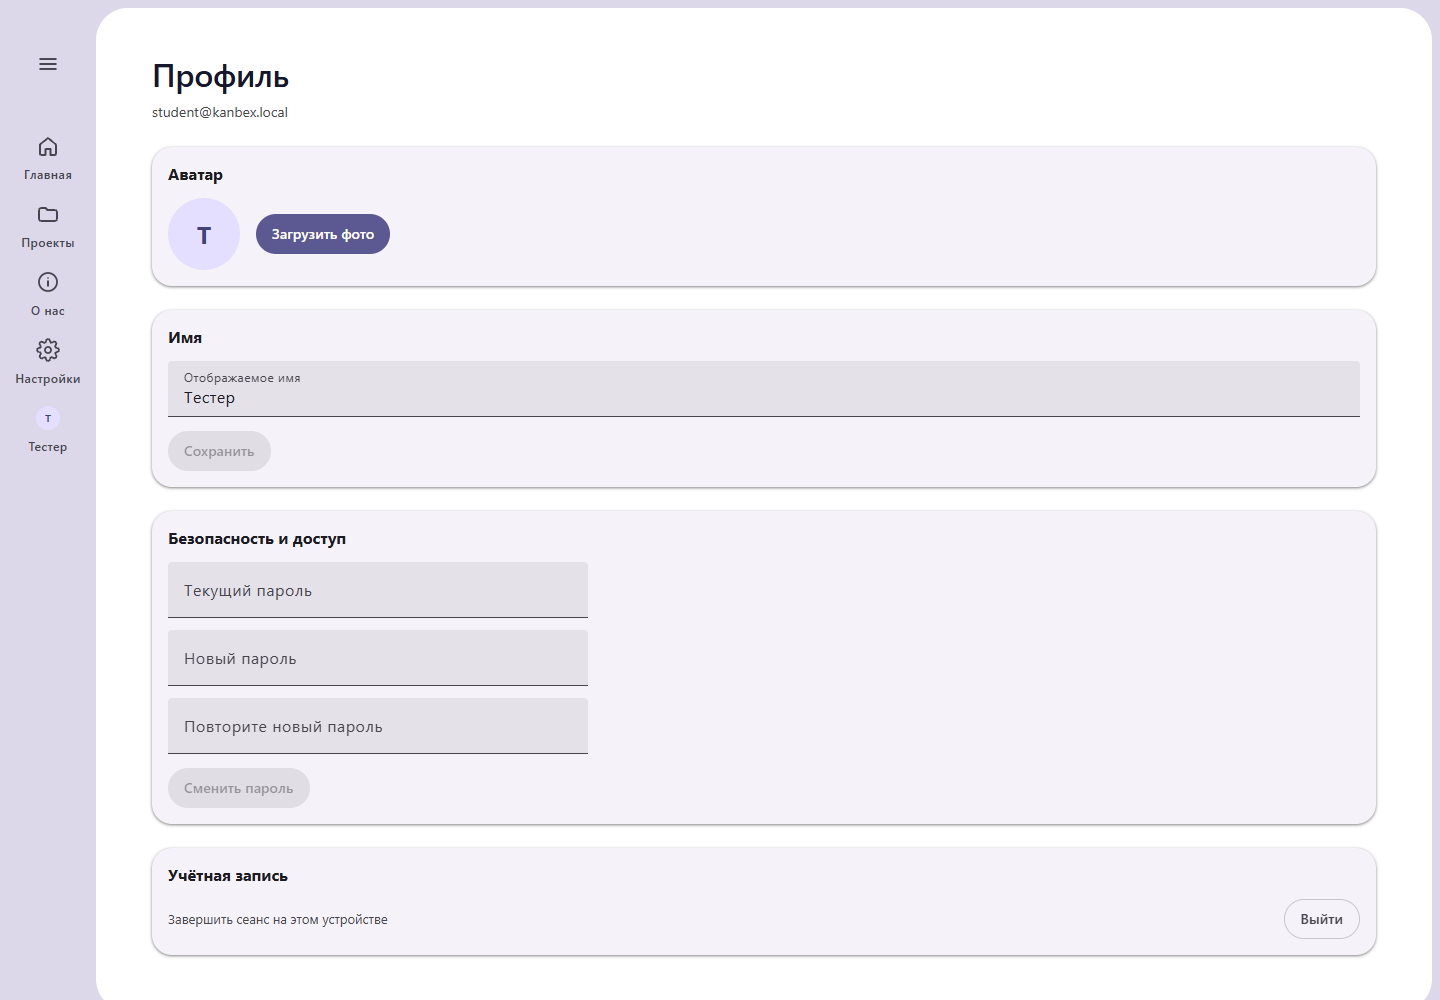 Главная
Проекты
О нас
Настройки
Т
Тестер
Профиль
student@kanbex.local
Аватар
Т
Загрузить фото
Имя
Отображаемое имя
Тестер
Сохранить
Безопасность и доступ
Текущий пароль
Новый пароль
Повторите новый пароль
Сменить пароль
Учётная запись
Завершить сеанс на этом устройстве
Выйти